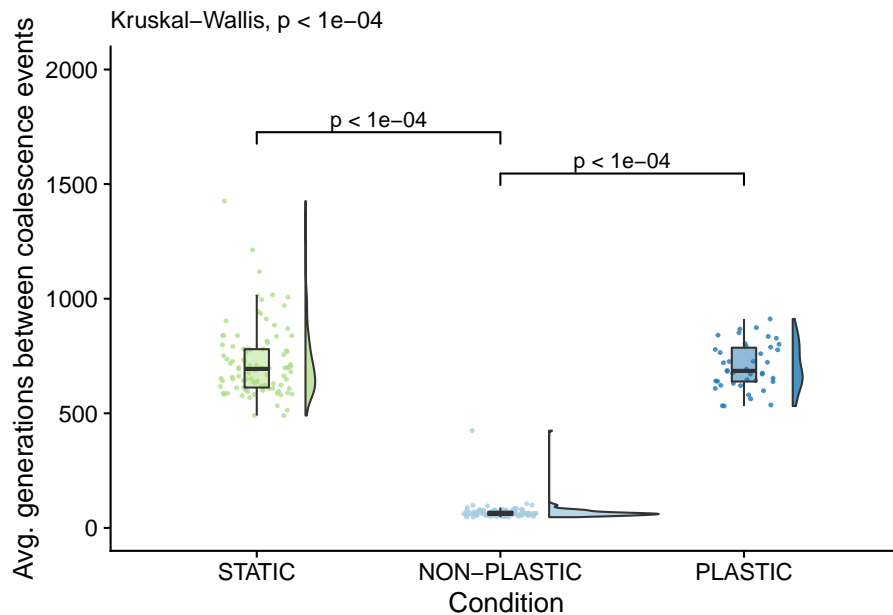 Kruskal−Wallis, p < 1e−04
Avg. generations between coalescence events
2000
1500
1000
500
0
p < 1e−04
p < 1e−04
STATIC
NON−PLASTIC
PLASTIC
Condition